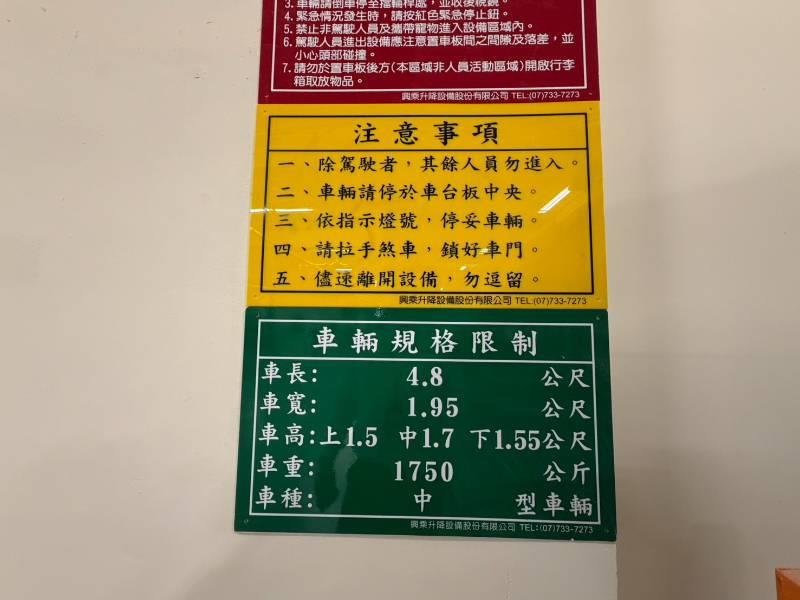 3. 車輛請倒車停至擋輪桿處，並收後視鏡。
4. 緊急情況發生時，請按紅色緊急停止鈕。
5. 禁止非駕駛人員及攜帶寵物進入設備區域內。
6. 駕駛人員進出設備應注意置車板間之間隙及落差，並
小心頭部碰撞。
7. 請勿於置車板後方(本區域非人員活動區域)開啟行李
箱取放物品。
興乘升降設備股份有限公司 TEL:(07)733-7273
注意事項
一、除駕駛者，其餘人員勿進入。
二、車輛請停於車台板中央。
三、依指示燈號，停妥車輛。
四、請拉手煞車，鎖好車門。
五、儘速離開設備，勿逗留。
興乘升降設備股份有限公司 TEL:(07)733-7273
車輛規格限制
車長: 4.8 公尺
車寬: 1.95 公尺
車高:上1.5 中1.7 下1.55公尺
車重: 1750 公斤
車種: 中 型車輛
興乘升降設備股份有限公司 TEL:(07)733-7273